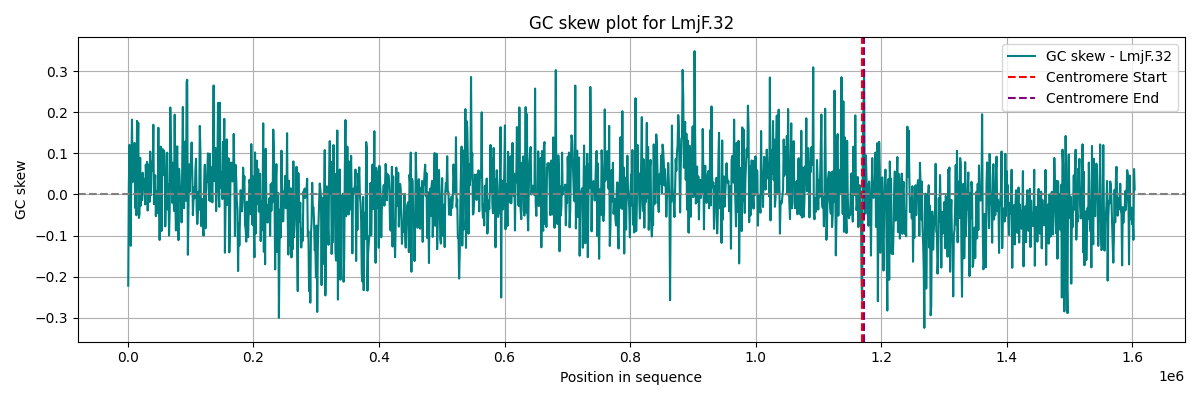 GC skew plot for LmjF.32
GC skew - LmjF.32
Centromere Start
Centromere End
GC skew
0.3
0.2
0.1
0.0
−0.1
−0.2
−0.3
0.0 0.2 0.4 0.6 0.8 1.0 1.2 1.4 1.6
1e6
Position in sequence